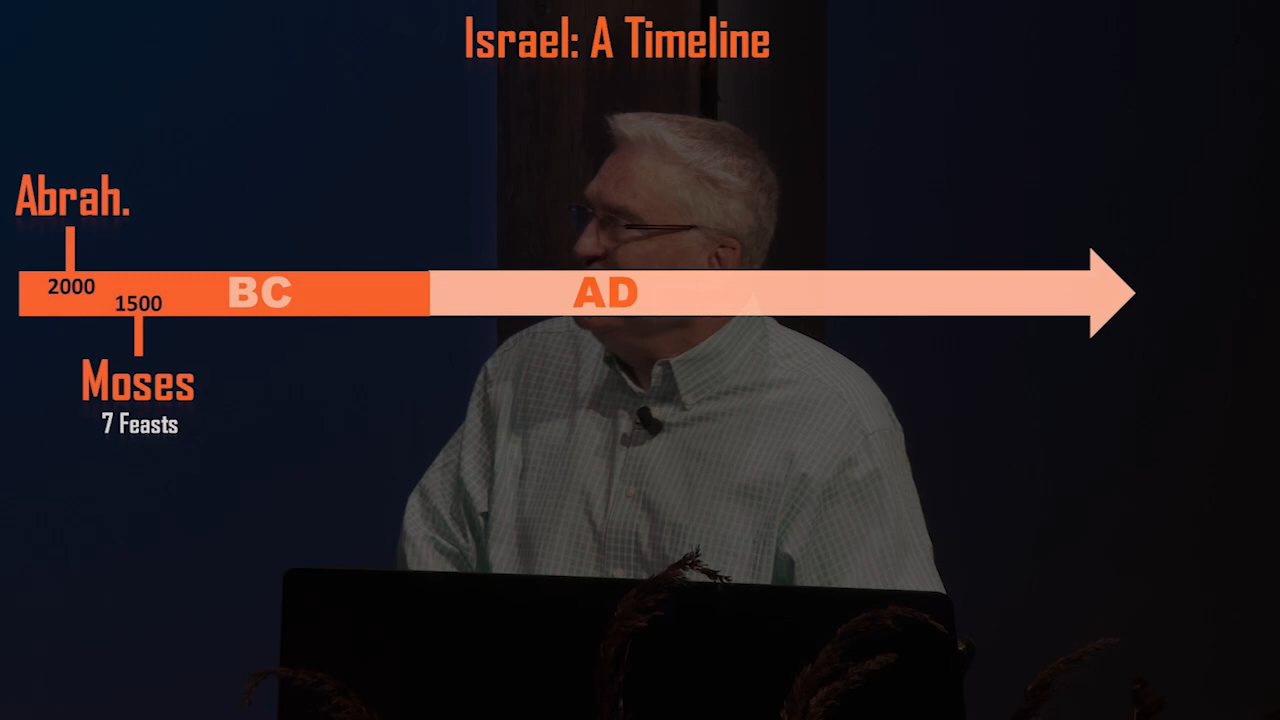 Israel: A Timeline
Abrah.
2000
1500
BC
AD
Moses
7 Feasts